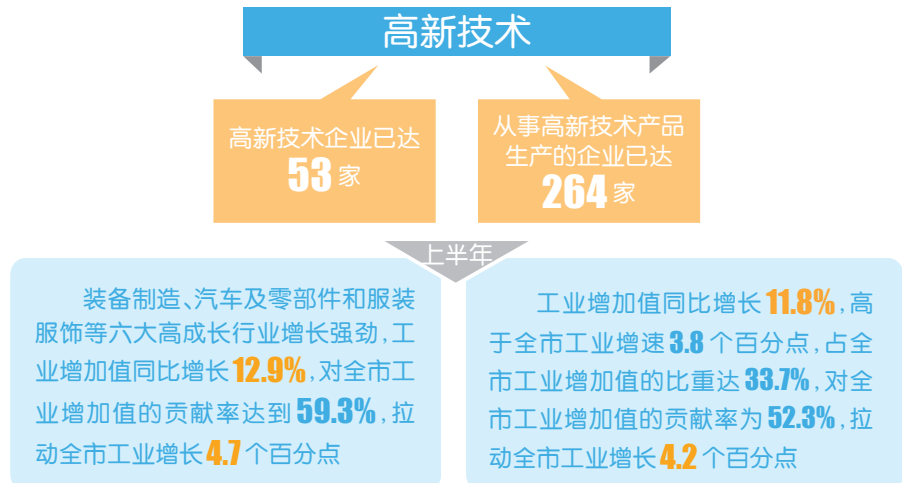 高新技术
高新技术企业已达
53 家
从事高新技术产品
生产的企业已达
264 家
上半年
装备制造、汽车及零部件和服装
服饰等六大高成长行业增长强劲,工
业增加值同比增长12.9%,对全市工
业增加值的贡献率达到59.3%,拉
动全市工业增长4.7个百分点
工业增加值同比增长11.8%,高
于全市工业增速3.8个百分点,占全
市工业增加值的比重达33.7%,对全
市工业增加值的贡献率为52.3%,拉
动全市工业增长4.2个百分点